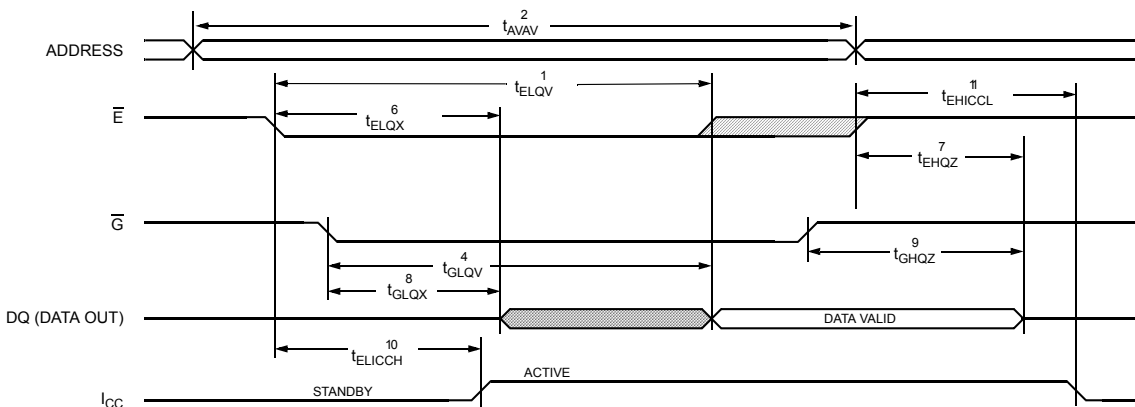 2
tAVAV
ADDRESS
1
tELQV
11
tEHICCL
E
6
tELQX
7
tEHQZ
G
4
tGLQV
9
tGHQZ
8
tGLQX
DQ (DATA OUT)
DATA VALID
10
tELICCH
ACTIVE
STANDBY
ICC